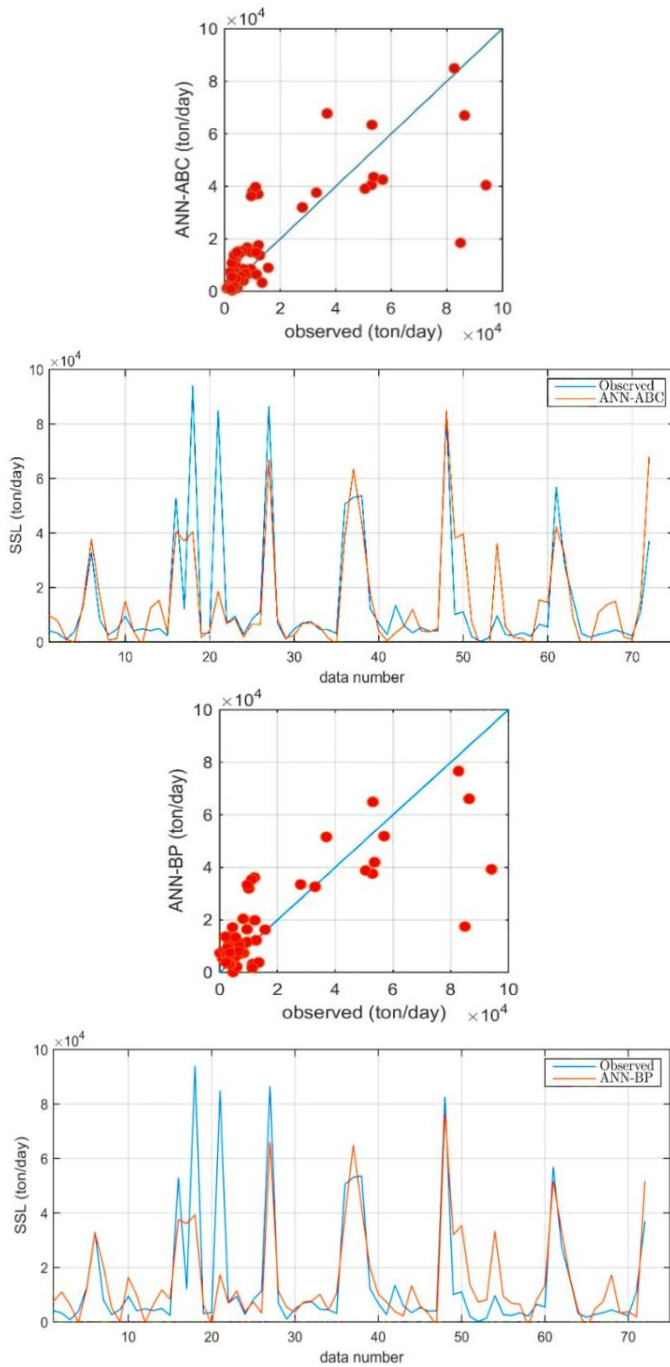 ×10⁴
10
8
6
4
2
0
ANN-ABC (ton/day)
0 2 4 6 8 10
observed (ton/day) ×10⁴
×10⁴
10
8
6
4
2
0
SSL (ton/day)
Observed
ANN-ABC
10 20 30 40 50 60 70
data number
×10⁴
10
8
6
4
2
0
ANN-BP (ton/day)
0 2 4 6 8 10
observed (ton/day) ×10⁴
×10⁴
10
8
6
4
2
0
SSL (ton/day)
Observed
ANN-BP
10 20 30 40 50 60 70
data number